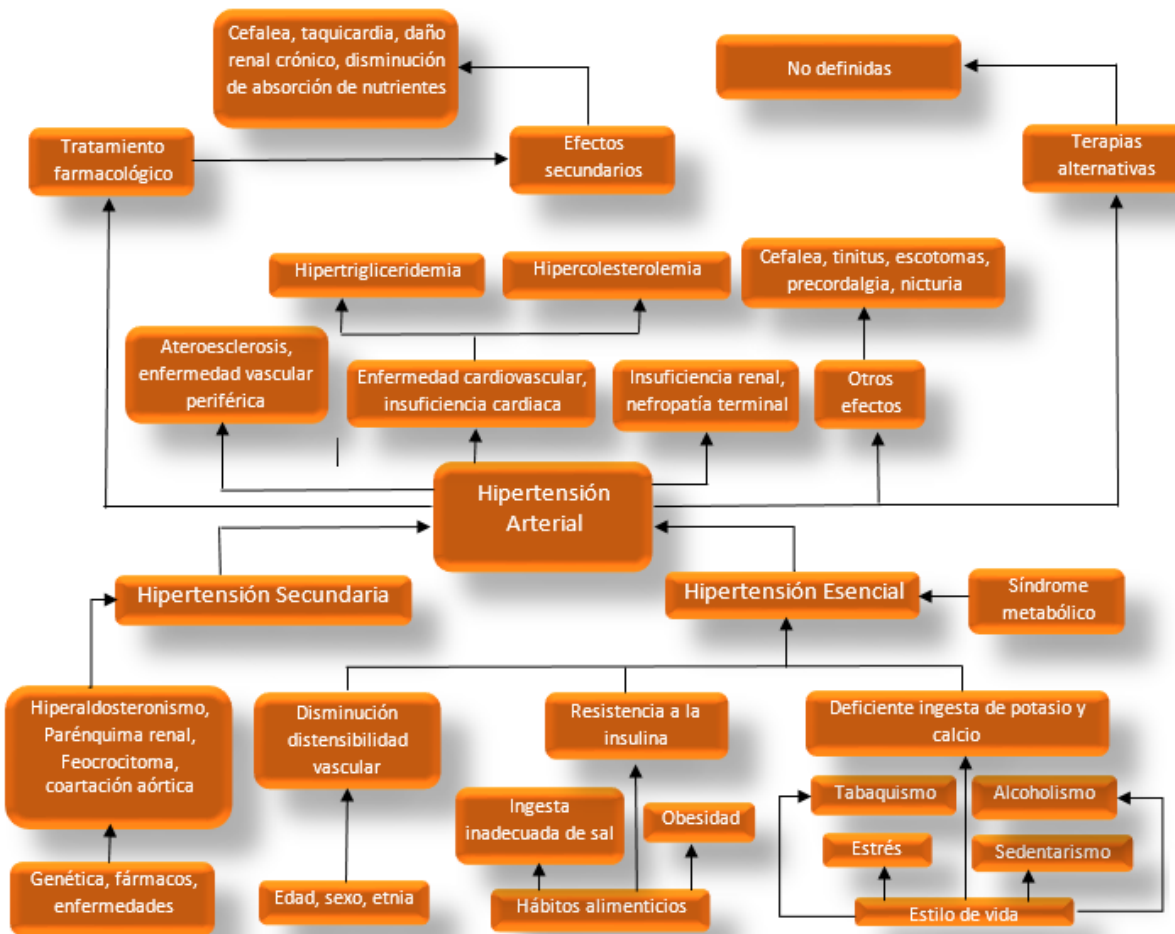 Cefalea, taquicardia, daño
renal crónico, disminución
de absorción de nutrientes
No definidas
Tratamiento
farmacológico
Efectos
secundarios
Terapias
alternativas
Hipertrigliceridemia
Hipercolesterolemia
Cefalea, tinitus, escotomas,
precordalgia, nicturia
Ateroesclerosis,
enfermedad vascular
periférica
Enfermedad cardiovascular,
insuficiencia cardiaca
Insuficiencia renal,
nefropatía terminal
Otros
efectos
Hipertensión
Arterial
Hipertensión Secundaria
Hipertensión Esencial
Síndrome
metabólico
Hiperaldosteronismo,
Parénquima renal,
Feocrocitoma,
coartación aórtica
Disminución
distensibilidad
vascular
Resistencia a la
insulina
Deficiente ingesta de potasio y
calcio
Ingesta
inadecuada de sal
Obesidad
Tabaquismo
Alcoholismo
Estrés
Sedentarismo
Genética, fármacos,
enfermedades
Edad, sexo, etnia
Hábitos alimenticios
Estilo de vida